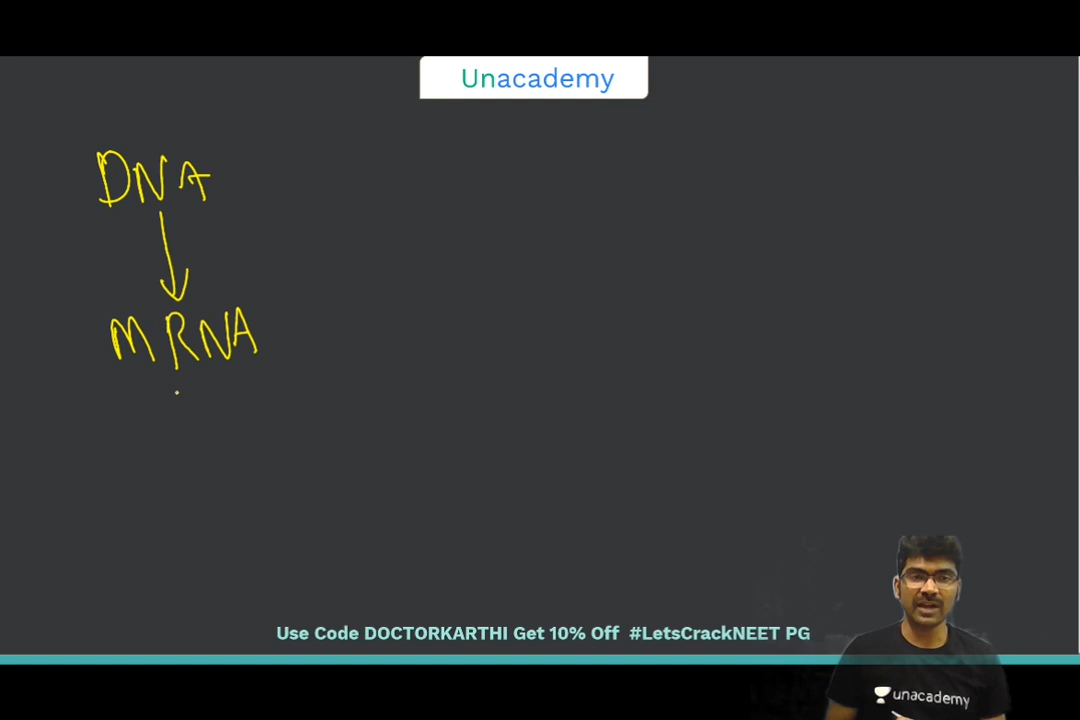 Unacademy
DNA
MRNA
Use Code DOCTORKARTHI Get 10% Off #LetsCrackNEET PG
unacademy